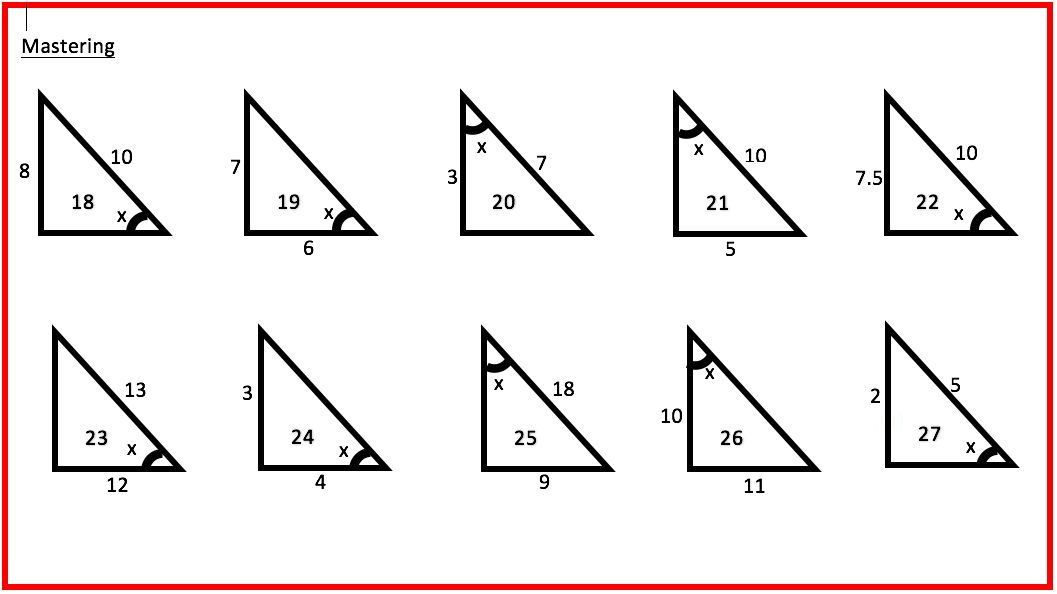 Mastering
8 10 18 x
7 19 x 6
x 3 7 20
x 10 21 5
7.5 10 22 x
13 23 x 12
3 24 x 4
x 18 25 9
x 10 26 11
2 5 27 x